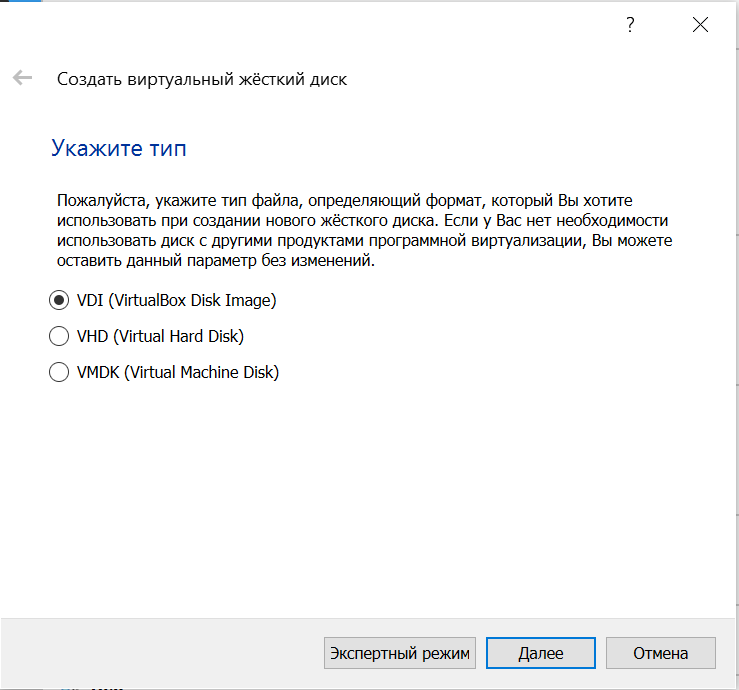 ?
Создать виртуальный жёсткий диск
Укажите тип
Пожалуйста, укажите тип файла, определяющий формат, который Вы хотите
использовать при создании нового жёсткого диска. Если у Вас нет необходимости
использовать диск с другими продуктами программной виртуализации, Вы можете
оставить данный параметр без изменений.
VDI (VirtualBox Disk Image)
VHD (Virtual Hard Disk)
VMDK (Virtual Machine Disk)
Экспертный режим Далее Отмена